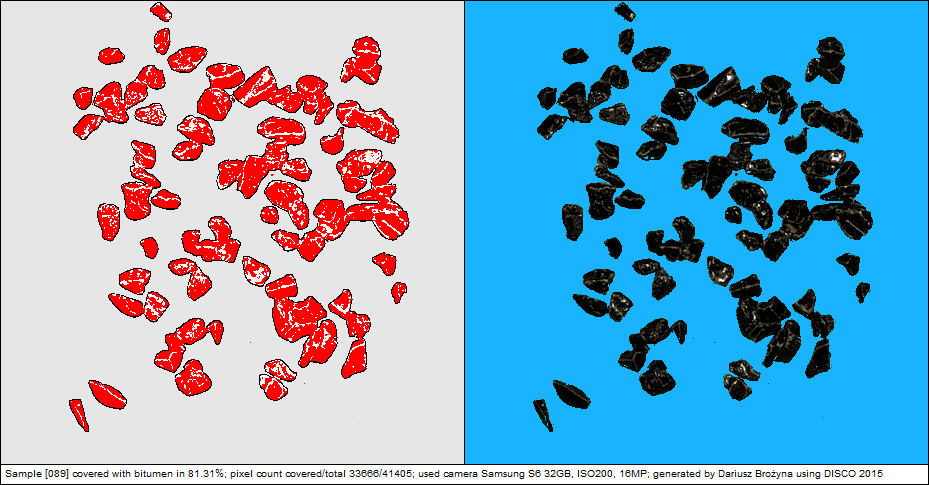 Sample [089] covered with bitumen in 81.31%; pixel count covered/total 33666/41405; used camera Samsung S6 32GB, ISO200, 16MP; generated by Dariusz Brożyna using DISCO 2015